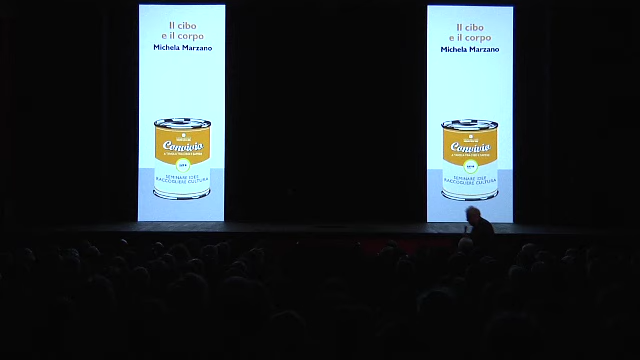 Il cibo
e il corpo
Michela Marzano
Convivio
SEMINARE IDEE
RACCOGLIERE CULTURA
Il cibo
e il corpo
Michela Marzano
Convivio
SEMINARE IDEE
RACCOGLIERE CULTURA